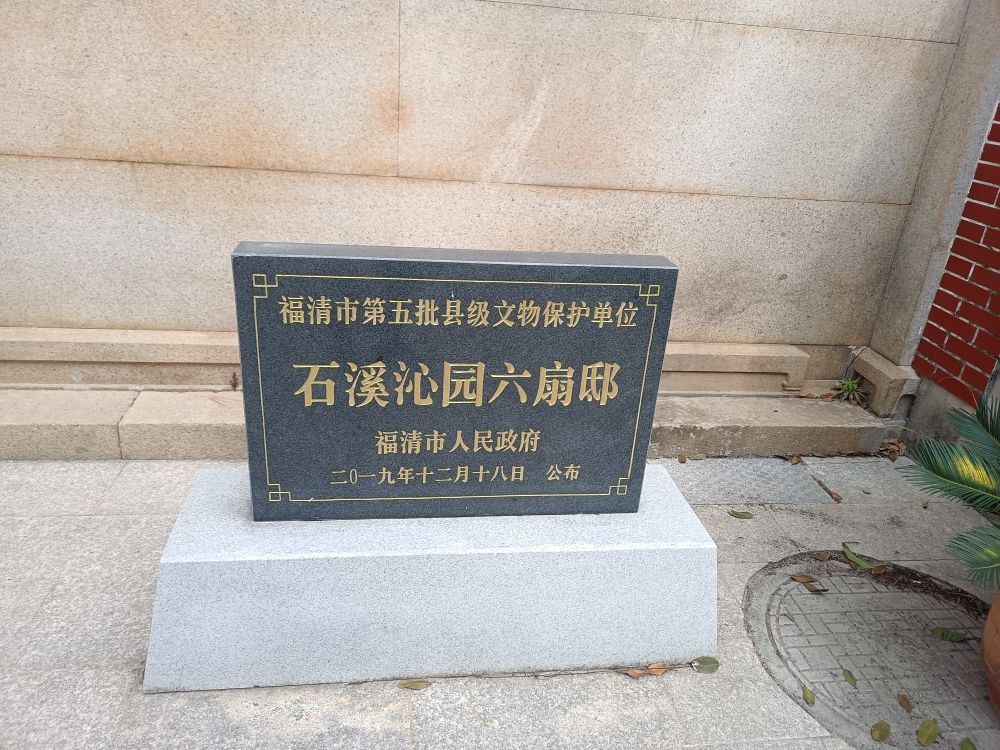 福清市第五批县级文物保护单位
石溪沁园六扇邸
福清市人民政府
二0一九年十二月十八日 公布